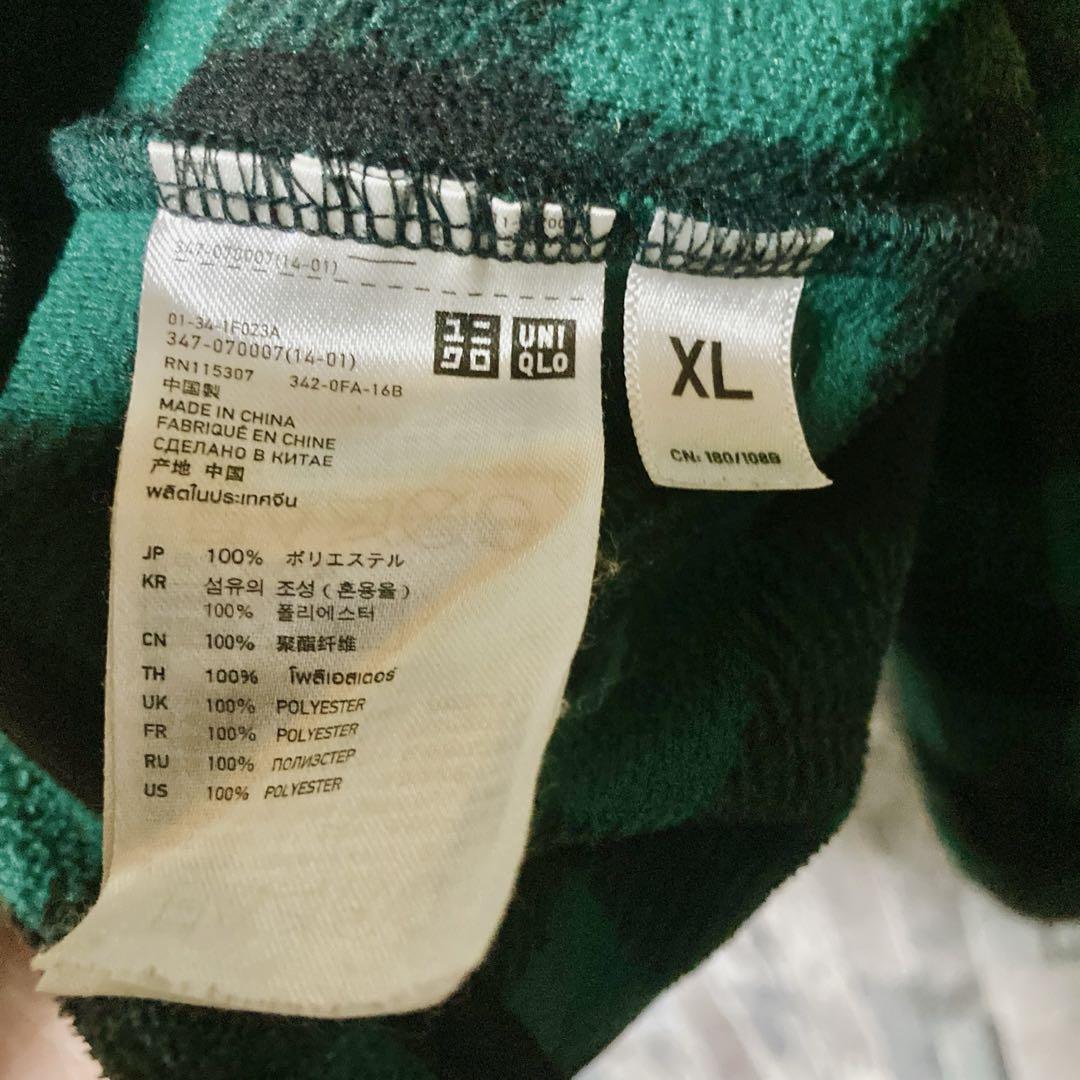 347-070007(14-01)
01-34-1F023A
347-070007(14-01)
RN115307 342-0FA-16B
中国製
MADE IN CHINA
FABRIQUÉ EN CHINE
СДЕЛАНО В КИТАЕ
产地 中国
ผลิตในประเทศจีน
ユニ
クロ
UNI
QLO
XL
CN: 180/108B
JP 100% ポリエステル
KR 섬유의 조성 ( 혼용율 )
100% 폴리에스터
CN 100% 聚酯纤维
TH 100% โพลีเอสเตอร์
UK 100% POLYESTER
FR 100% POLYESTER
RU 100% ПОЛИЭСТЕР
US 100% POLYESTER